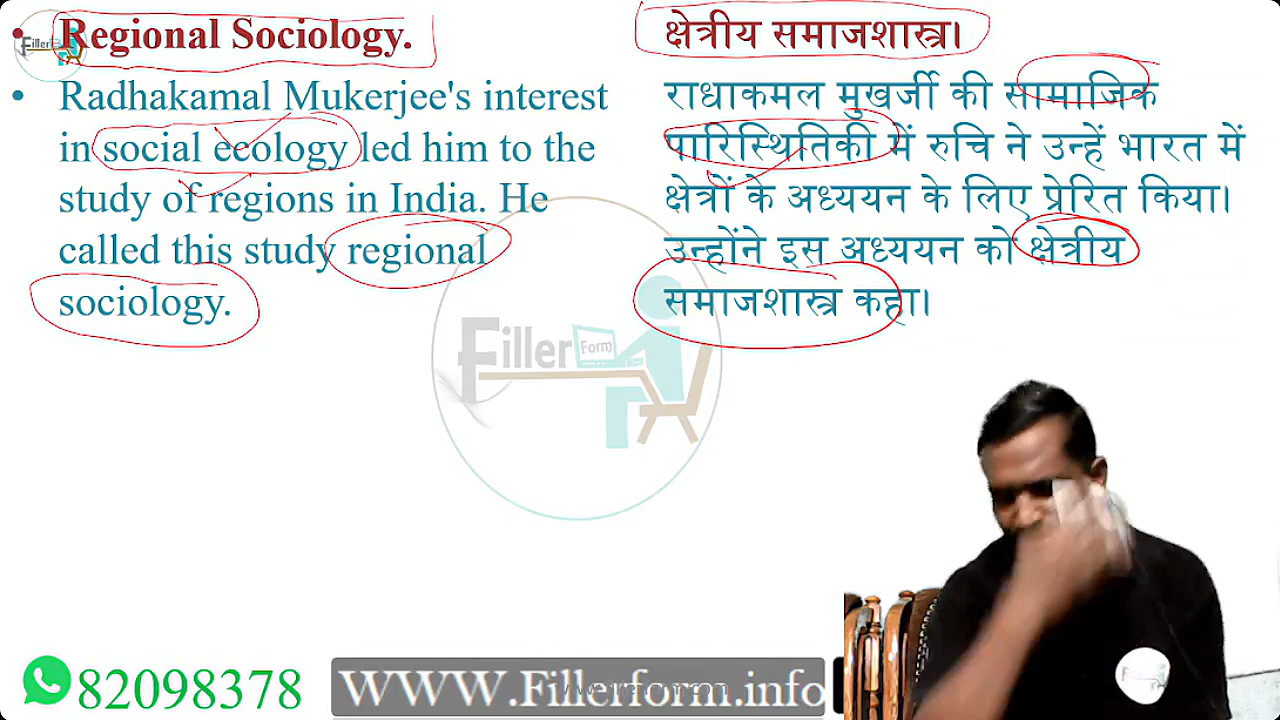 • Regional Sociology.
• Radhakamal Mukerjee's interest
in social ecology led him to the
study of regions in India. He
called this study regional
sociology.
क्षेत्रीय समाजशास्त्र।
राधाकमल मुखर्जी की सामाजिक
पारिस्थितिकी में रुचि ने उन्हें भारत में
क्षेत्रों के अध्ययन के लिए प्रेरित किया।
उन्होंने इस अध्ययन को क्षेत्रीय
समाजशास्त्र कहा।
Filler Form
82098378
WWW.Fillerform.info